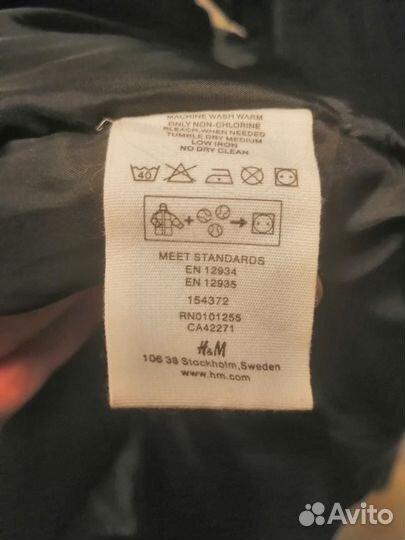 MACHINE WASH WARM
ONLY NON-CHLORINE
BLEACH, WHEN NEEDED
TUMBLE DRY MEDIUM
LOW IRON
NO DRY CLEAN
40
MEET STANDARDS
EN 12934
EN 12935
154372
RN0101255
CA42271
H&M
106 38 Stockholm, Sweden
www.hm.com
Avito